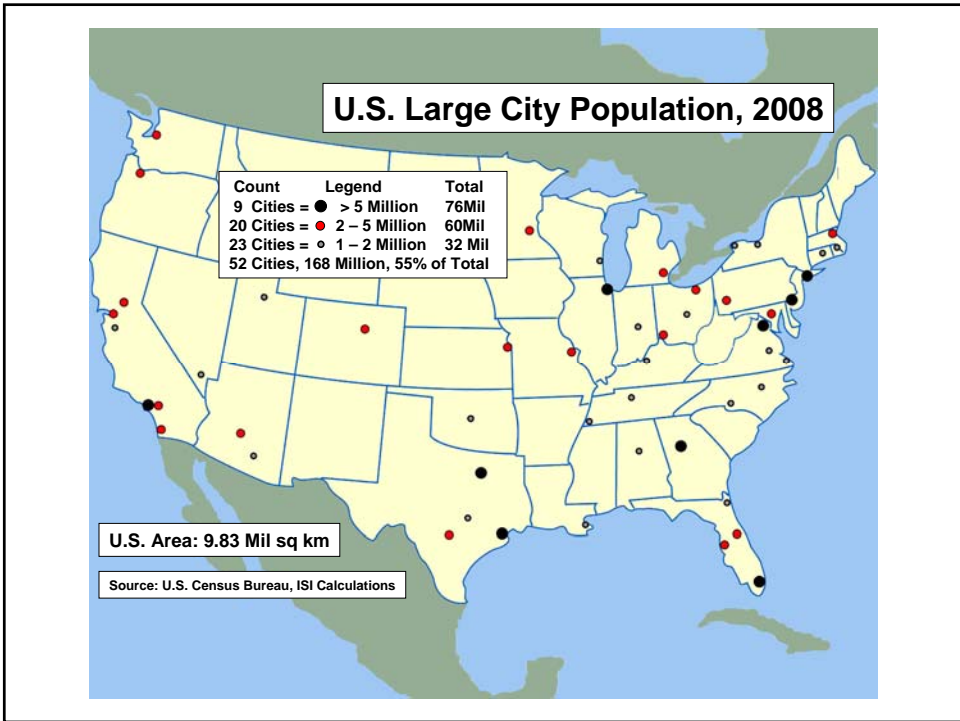 U.S. Large City Population, 2008
Count Legend Total
9 Cities = ● > 5 Million 76Mil
20 Cities = ● 2 – 5 Million 60Mil
23 Cities = ● 1 – 2 Million 32 Mil
52 Cities, 168 Million, 55% of Total
U.S. Area: 9.83 Mil sq km
Source: U.S. Census Bureau, ISI Calculations